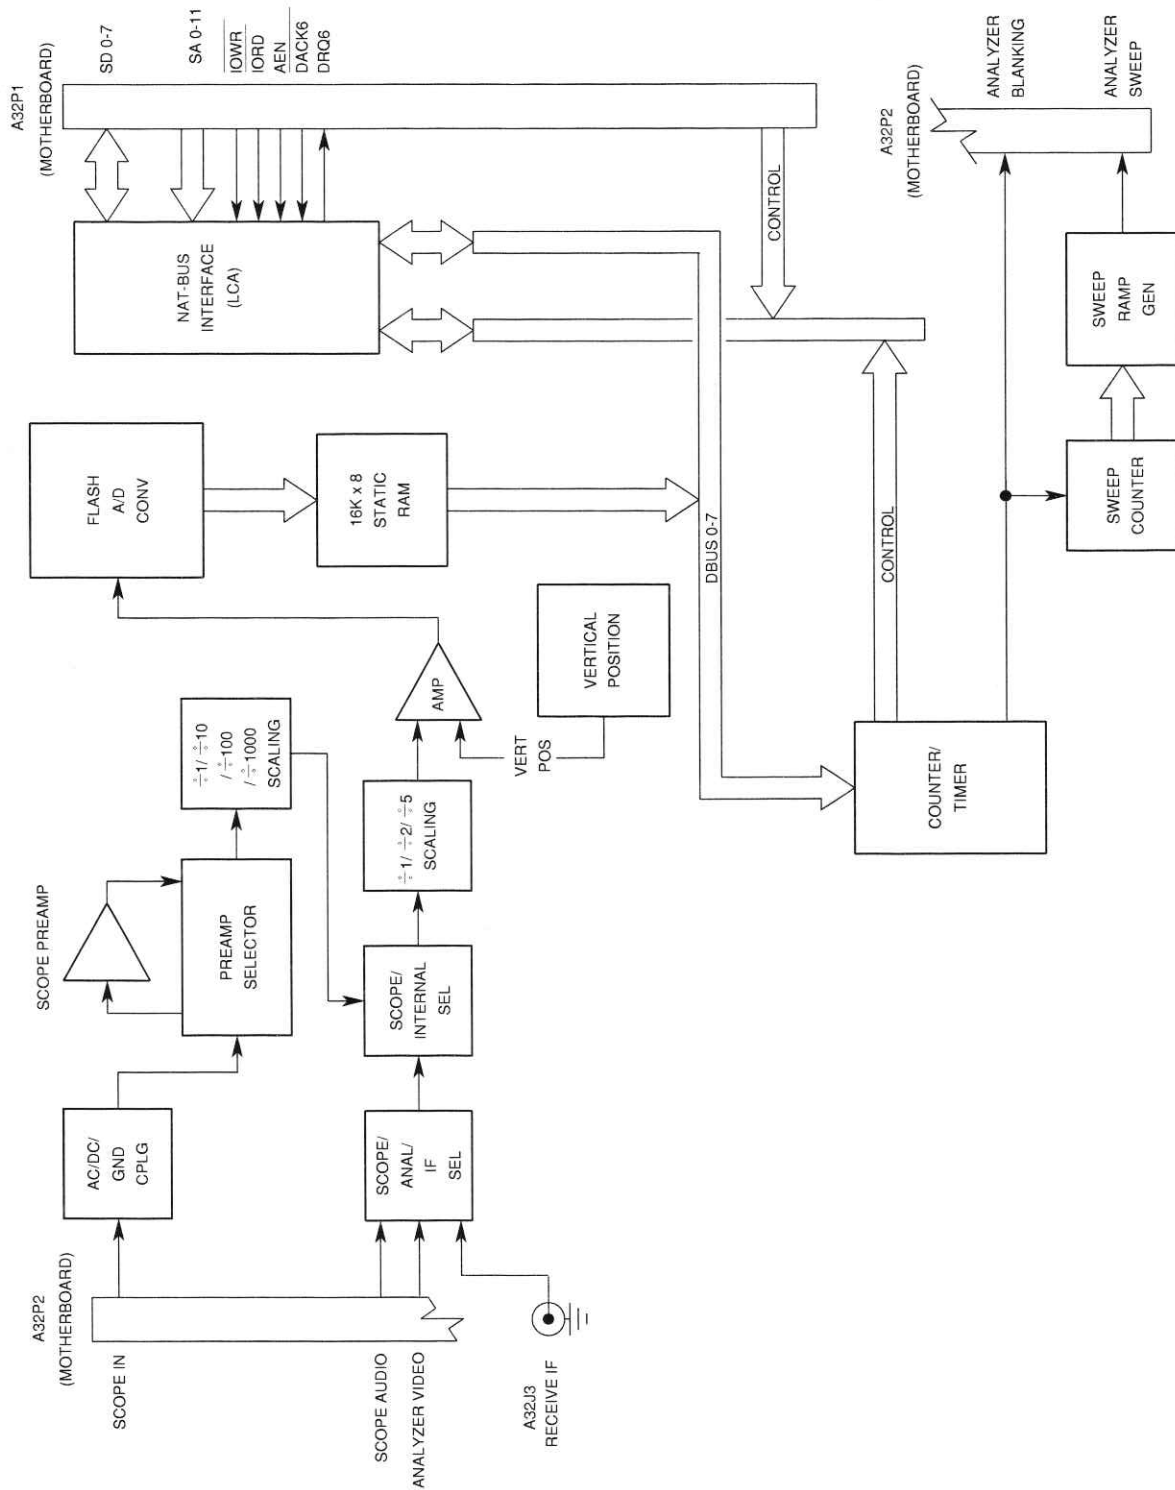 A32P2
(MOTHERBOARD)
SCOPE IN
SCOPE AUDIO
ANALYZER VIDEO
A32J3
RECEIVE IF
AC/DC/
GND
CPLG
SCOPE PREAMP
PREAMP
SELECTOR
÷1/÷10
/÷100
/÷1000
SCALING
SCOPE/
ANAL/
IF
SEL
SCOPE/
INTERNAL
SEL
÷1/÷2/÷5
SCALING
AMP
VERT
POS
VERTICAL
POSITION
FLASH
A/D
CONV
16K x 8
STATIC
RAM
NAT-BUS
INTERFACE
(LCA)
A32P1
(MOTHERBOARD)
SD 0-7
SA 0-11
IOWR
IORD
AEN
DACK6
DRQ6
DBUS 0-7
CONTROL
CONTROL
COUNTER/
TIMER
A32P2
(MOTHERBOARD)
ANALYZER
BLANKING
ANALYZER
SWEEP
SWEEP
COUNTER
SWEEP
RAMP
GEN